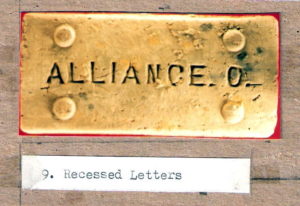 ALLIANCE. O.
9. Recessed Letters